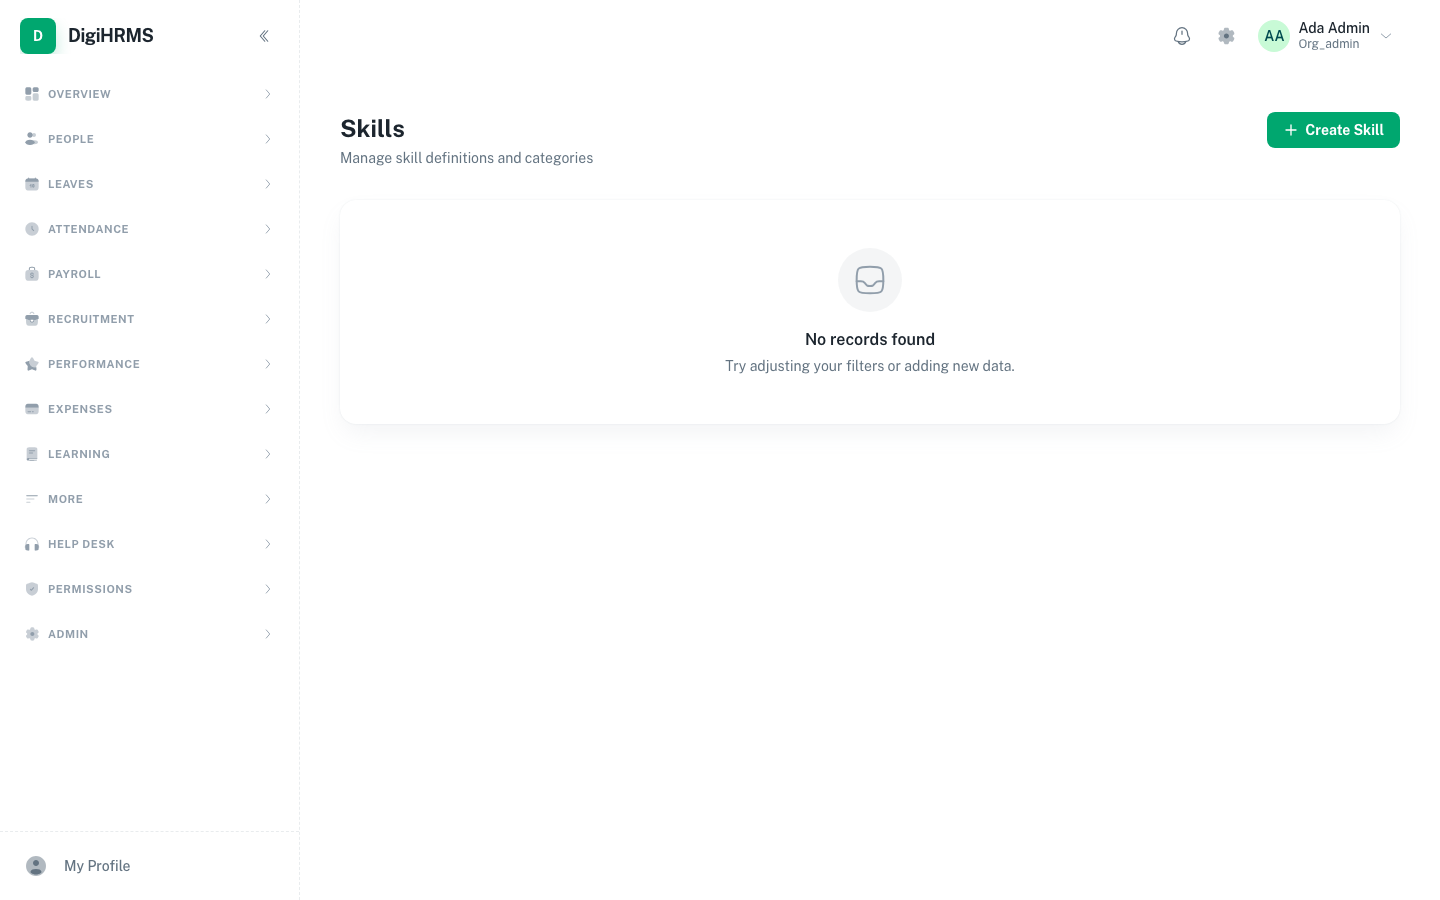 D
DigiHRMS
OVERVIEW
PEOPLE
LEAVES
ATTENDANCE
PAYROLL
RECRUITMENT
PERFORMANCE
EXPENSES
LEARNING
MORE
HELP DESK
PERMISSIONS
ADMIN
My Profile
AA
Ada Admin
Org_admin
Skills
Manage skill definitions and categories
Create Skill
No records found
Try adjusting your filters or adding new data.